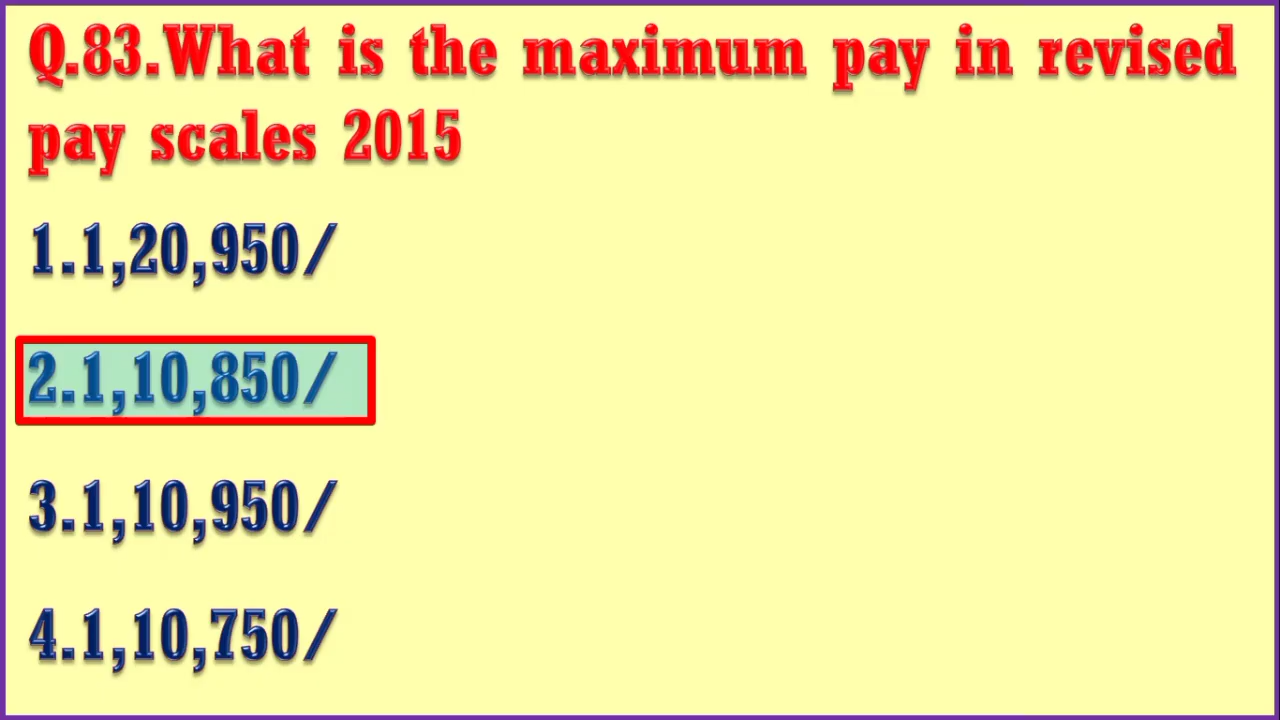 Q.83.What is the maximum pay in revised
pay scales 2015
1.1,20,950/
2.1,10,850/
3.1,10,950/
4.1,10,750/